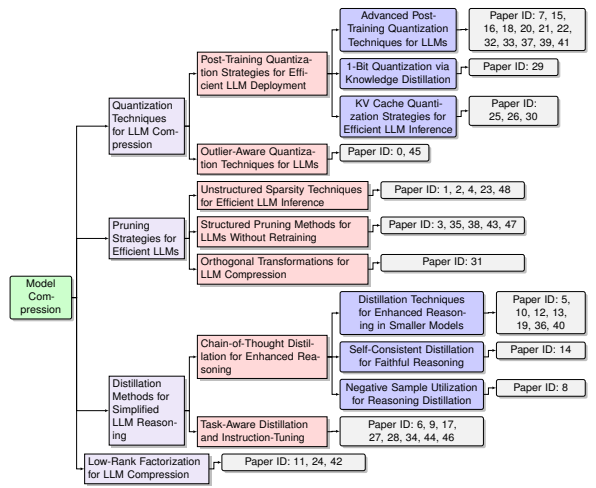 Advanced Post-
Training Quantization
Techniques for LLMs
Paper ID: 7, 15,
16, 18, 20, 21, 22,
32, 33, 37, 39, 41
Post-Training Quantiza-
tion Strategies for Effi-
cient LLM Deployment
1-Bit Quantization via
Knowledge Distillation
Paper ID: 29
KV Cache Quanti-
zation Strategies for
Efficient LLM Inference
Paper ID:
25, 26, 30
Quantization
Techniques
for LLM Com-
pression
Outlier-Aware Quantiza-
tion Techniques for LLMs
Paper ID: 0, 45
Unstructured Sparsity Techniques
for Efficient LLM Inference
Paper ID: 1, 2, 4, 23, 48
Pruning
Strategies for
Efficient LLMs
Structured Pruning Methods for
LLMs Without Retraining
Paper ID: 3, 35, 38, 43, 47
Orthogonal Transformations for
LLM Compression
Paper ID: 31
Model
Com-
pression
Distillation Techniques
for Enhanced Reason-
ing in Smaller Models
Paper ID: 5,
10, 12, 13,
19, 36, 40
Chain-of-Thought Distil-
lation for Enhanced Rea-
soning
Self-Consistent Distillation
for Faithful Reasoning
Paper ID: 14
Negative Sample Utilization
for Reasoning Distillation
Paper ID: 8
Distillation
Methods for
Simplified
LLM Reason-
ing
Task-Aware Distillation
and Instruction-Tuning
Paper ID: 6, 9, 17,
27, 28, 34, 44, 46
Low-Rank Factorization
for LLM Compression
Paper ID: 11, 24, 42